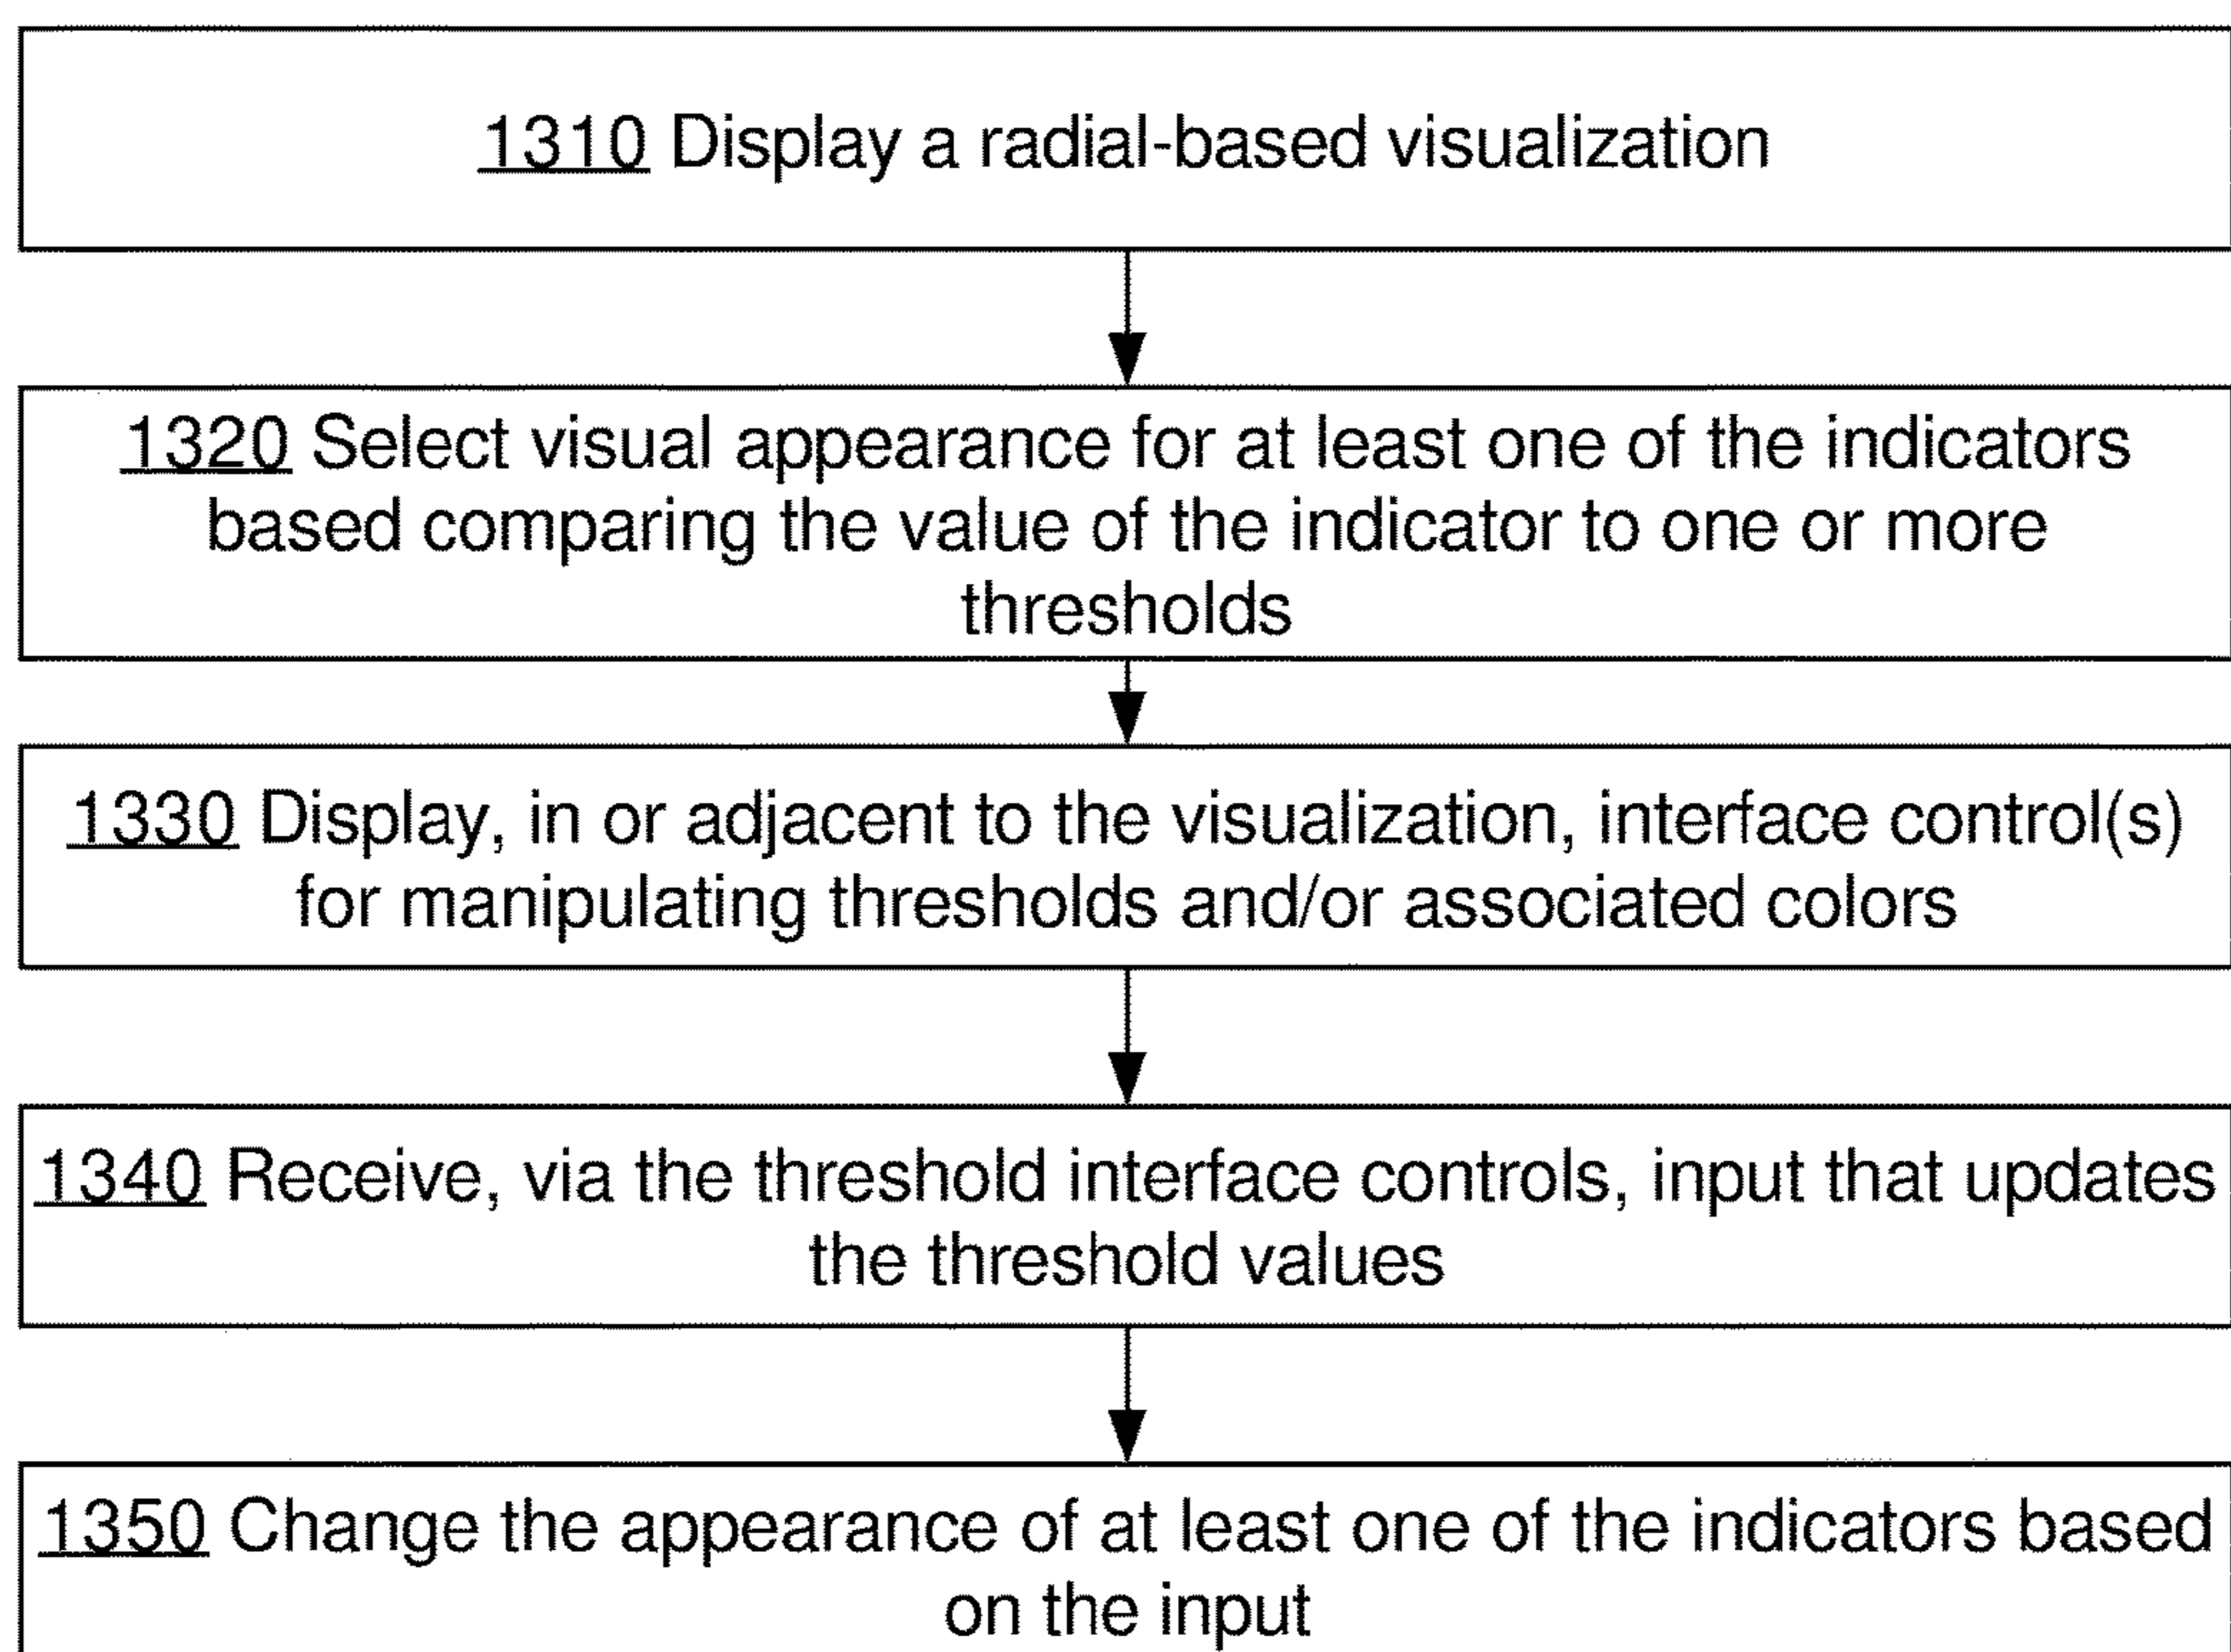 1310 Display a radial-based visualization
1320 Select visual appearance for at least one of the indicators
based comparing the value of the indicator to one or more
thresholds
1330 Display, in or adjacent to the visualization, interface control(s)
for manipulating thresholds and/or associated colors
1340 Receive, via the threshold interface controls, input that updates
the threshold values
1350 Change the appearance of at least one of the indicators based
on the input